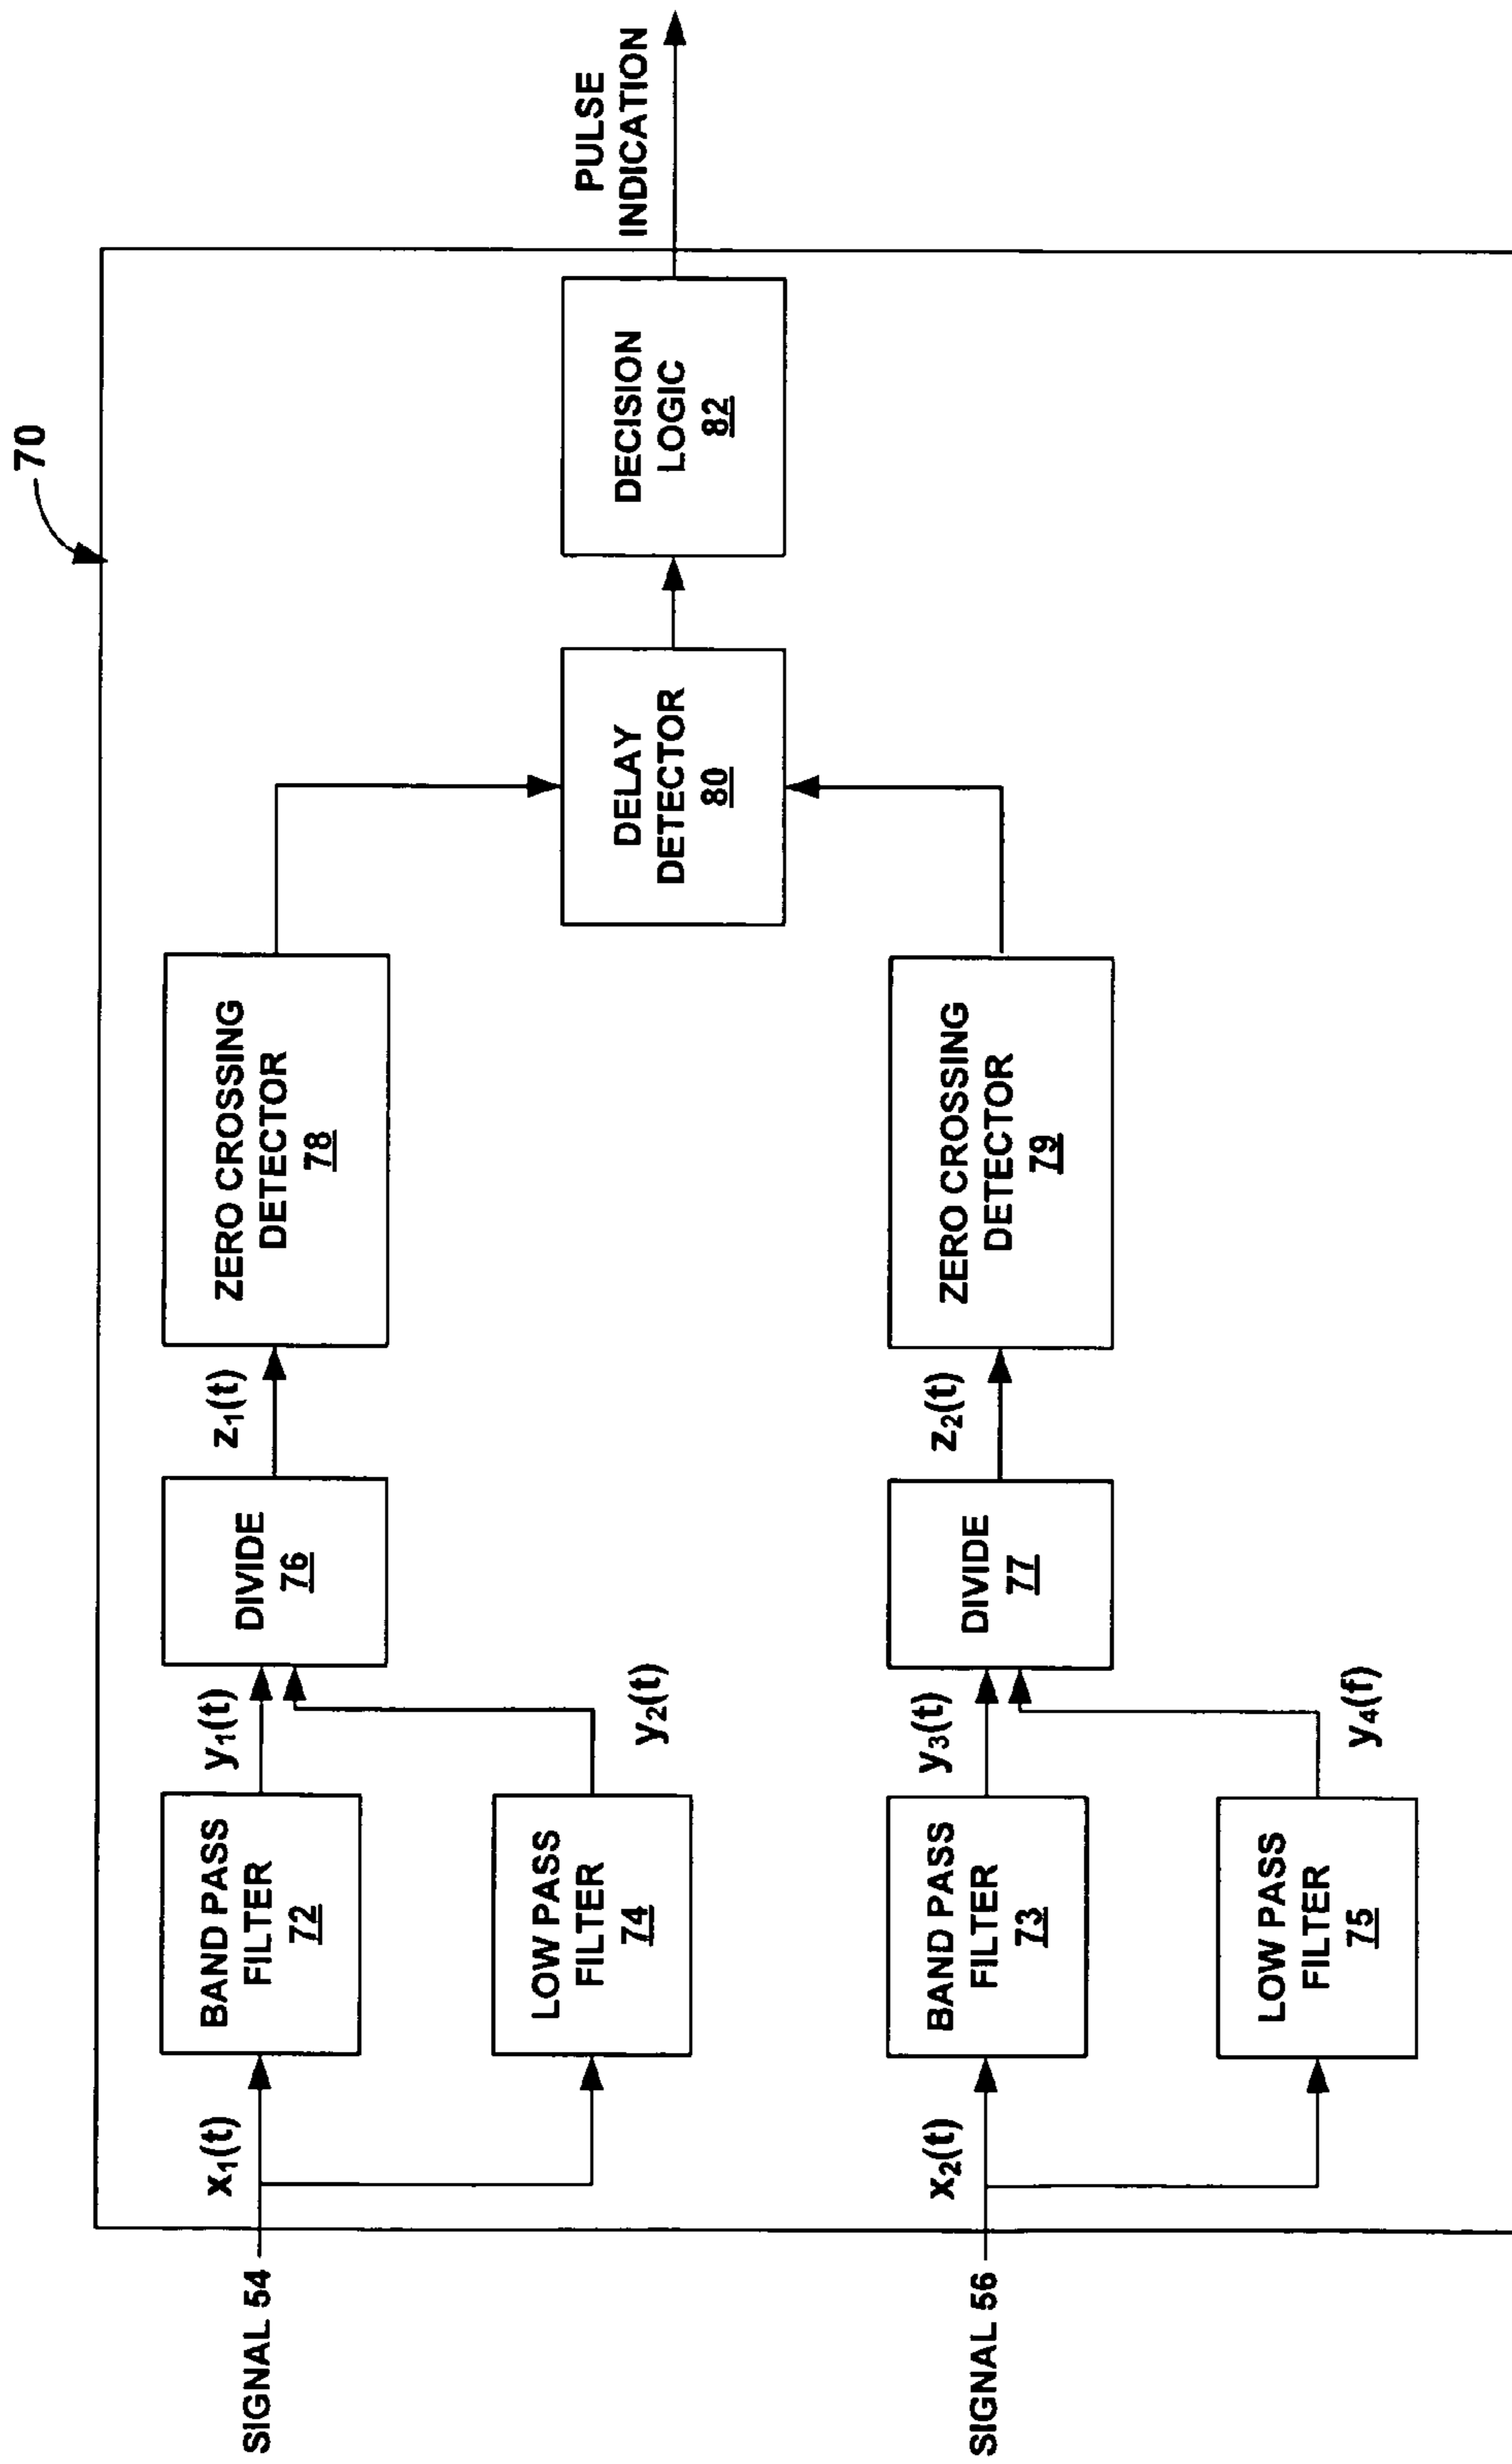 70
SIGNAL 54
x₁(t)
BAND PASS
FILTER
72
y₁(t)
LOW PASS
FILTER
74
y₂(t)
DIVIDE
76
z₁(t)
ZERO CROSSING
DETECTOR
78
SIGNAL 56
x₂(t)
BAND PASS
FILTER
73
y₃(t)
LOW PASS
FILTER
75
y₄(f)
DIVIDE
77
z₂(t)
ZERO CROSSING
DETECTOR
79
DELAY
DETECTOR
80
DECISION
LOGIC
82
PULSE
INDICATION